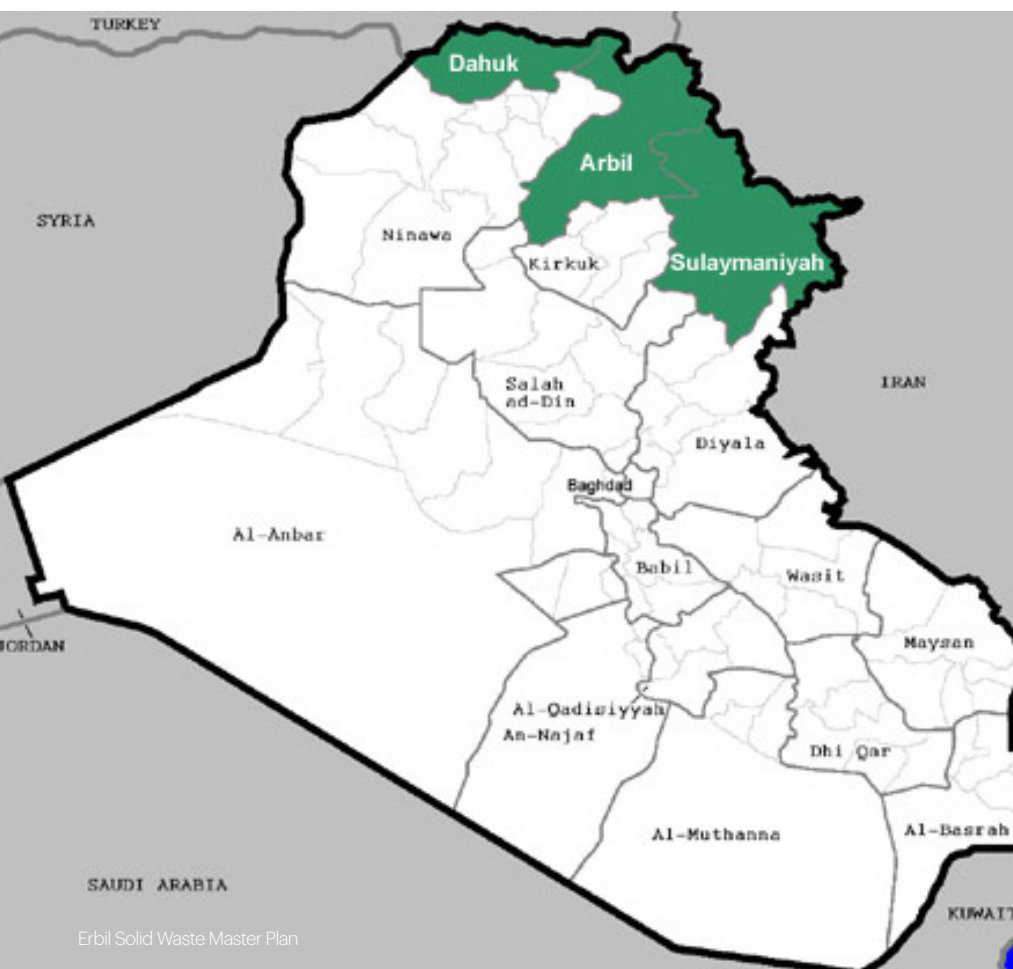 TURKEY
Dahuk
Arbil
SYRIA
Ninawa
Kirkuk
Sulaymaniyah
IRAN
Salah
ad-Din
Diyala
Baghdad
Al-Anbar
Babil
Wasit
JORDAN
Maysan
Al-Qadisiyyah
An-Najaf
Dhi Qar
Al-Muthanna
Al-Basrah
SAUDI ARABIA
KUWAIT
Erbil Solid Waste Master Plan